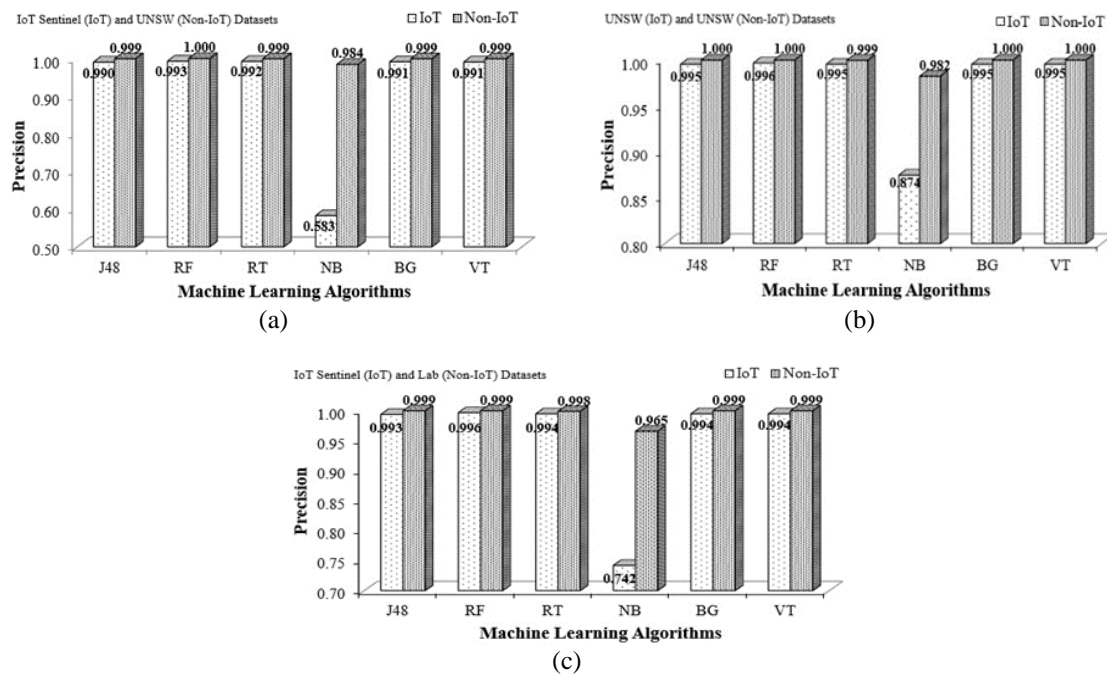 IoT Sentinel (IoT) and UNSW (Non-IoT) Datasets
IoT Non-IoT
0.999 1.000 0.999 0.984 0.999 0.999
0.990 0.993 0.992 0.583 0.991 0.991
1.00
0.90
0.80
0.70
0.60
0.50
Precision
J48 RF RT NB BG VT
Machine Learning Algorithms
(a)
UNSW (IoT) and UNSW (Non-IoT) Datasets
IoT Non-IoT
1.000 1.000 0.999 0.982 1.000 1.000
0.995 0.996 0.995 0.874 0.995 0.995
1.00
0.95
0.90
0.85
0.80
Precision
J48 RF RT NB BG VT
Machine Learning Algorithms
(b)
IoT Sentinel (IoT) and Lab (Non-IoT) Datasets
IoT Non-IoT
0.999 0.999 0.998 0.965 0.999 0.999
0.993 0.996 0.994 0.742 0.994 0.994
1.00
0.95
0.90
0.85
0.80
0.75
0.70
Precision
J48 RF RT NB BG VT
Machine Learning Algorithms
(c)